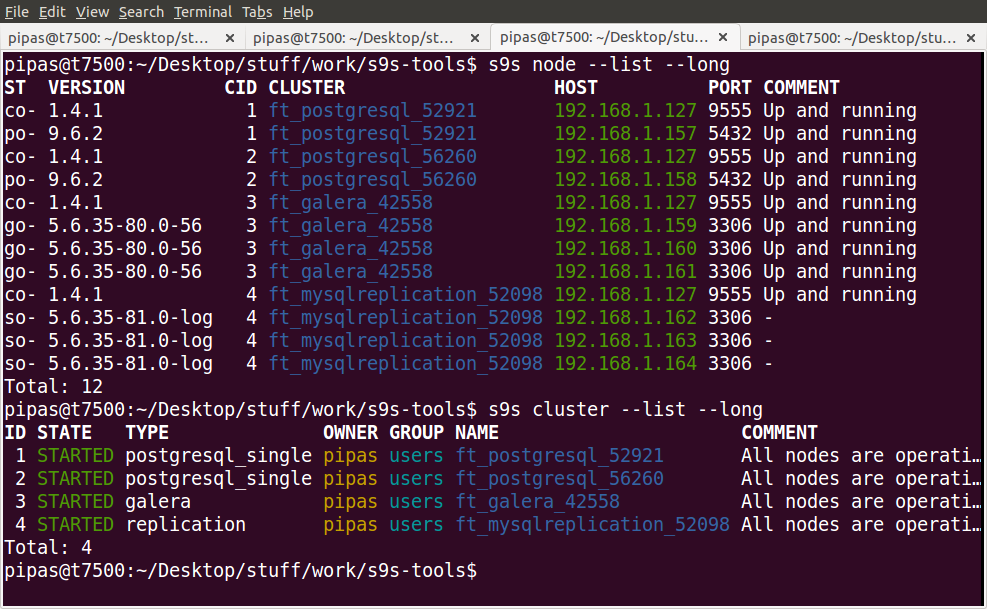 File Edit View Search Terminal Tabs Help
pipas@t7500: ~/Desktop/st... × pipas@t7500: ~/Desktop/st... × pipas@t7500: ~/Desktop/stu... × pipas@t7500: ~/Desktop/stu... ×
pipas@t7500:~/Desktop/stuff/work/s9s-tools$ s9s node --list --long
ST  VERSION         CID CLUSTER                   HOST          PORT COMMENT
co- 1.4.1             1 ft_postgresql_52921       192.168.1.127 9555 Up and running
po- 9.6.2             1 ft_postgresql_52921       192.168.1.157 5432 Up and running
co- 1.4.1             2 ft_postgresql_56260       192.168.1.127 9555 Up and running
po- 9.6.2             2 ft_postgresql_56260       192.168.1.158 5432 Up and running
co- 1.4.1             3 ft_galera_42558           192.168.1.127 9555 Up and running
go- 5.6.35-80.0-56    3 ft_galera_42558           192.168.1.159 3306 Up and running
go- 5.6.35-80.0-56    3 ft_galera_42558           192.168.1.160 3306 Up and running
go- 5.6.35-80.0-56    3 ft_galera_42558           192.168.1.161 3306 Up and running
co- 1.4.1             4 ft_mysqlreplication_52098 192.168.1.127 9555 Up and running
so- 5.6.35-81.0-log   4 ft_mysqlreplication_52098 192.168.1.162 3306 -
so- 5.6.35-81.0-log   4 ft_mysqlreplication_52098 192.168.1.163 3306 -
so- 5.6.35-81.0-log   4 ft_mysqlreplication_52098 192.168.1.164 3306 -
Total: 12
pipas@t7500:~/Desktop/stuff/work/s9s-tools$ s9s cluster --list --long
ID STATE   TYPE              OWNER GROUP NAME                      COMMENT
 1 STARTED postgresql_single pipas users ft_postgresql_52921       All nodes are operati…
 2 STARTED postgresql_single pipas users ft_postgresql_56260       All nodes are operati…
 3 STARTED galera            pipas users ft_galera_42558           All nodes are operati…
 4 STARTED replication       pipas users ft_mysqlreplication_52098 All nodes are operati…
Total: 4
pipas@t7500:~/Desktop/stuff/work/s9s-tools$